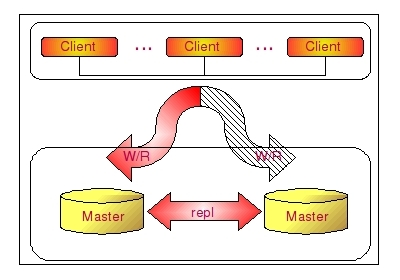 Client ... Client ... Client
W/R W/R
Master repl Master